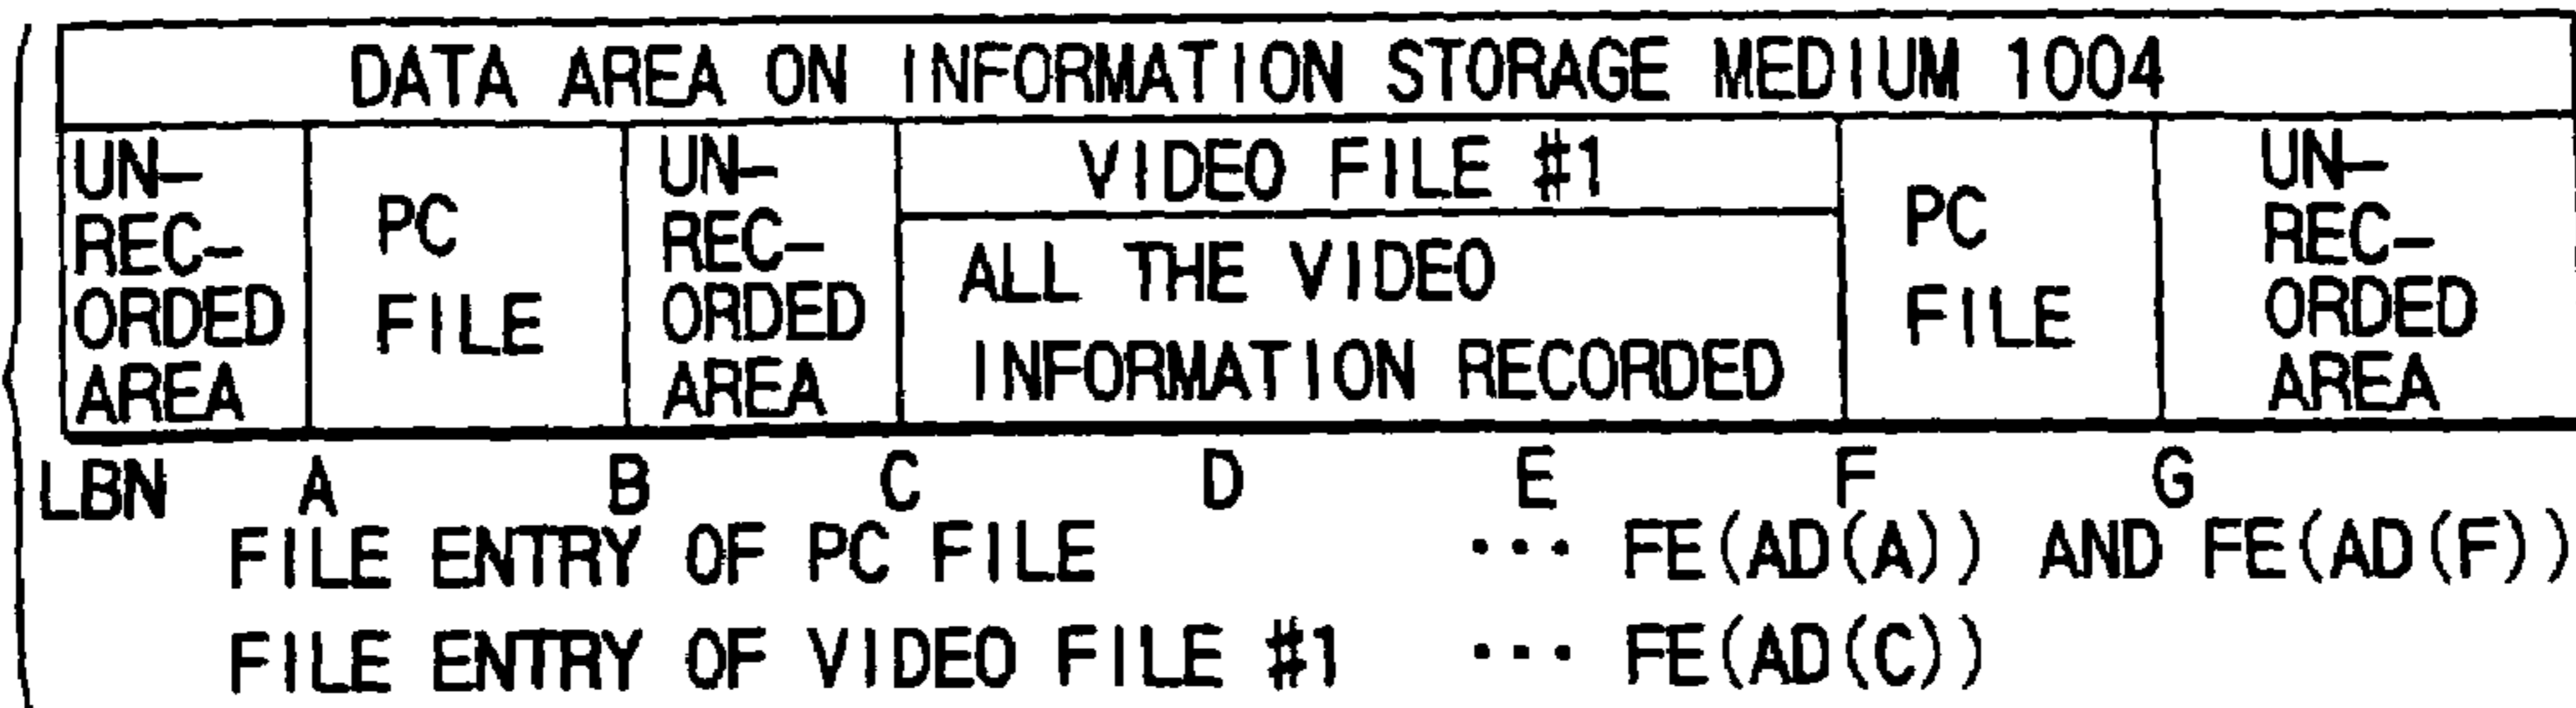 DATA AREA ON INFORMATION STORAGE MEDIUM 1004
UN-
REC-
ORDED
AREA
PC
FILE
UN-
REC-
ORDED
AREA
VIDEO FILE #1
ALL THE VIDEO
INFORMATION RECORDED
PC
FILE
UN-
REC-
ORDED
AREA
LBN A B C D E F G
FILE ENTRY OF PC FILE ••• FE(AD(A)) AND FE(AD(F))
FILE ENTRY OF VIDEO FILE #1 ••• FE(AD(C))